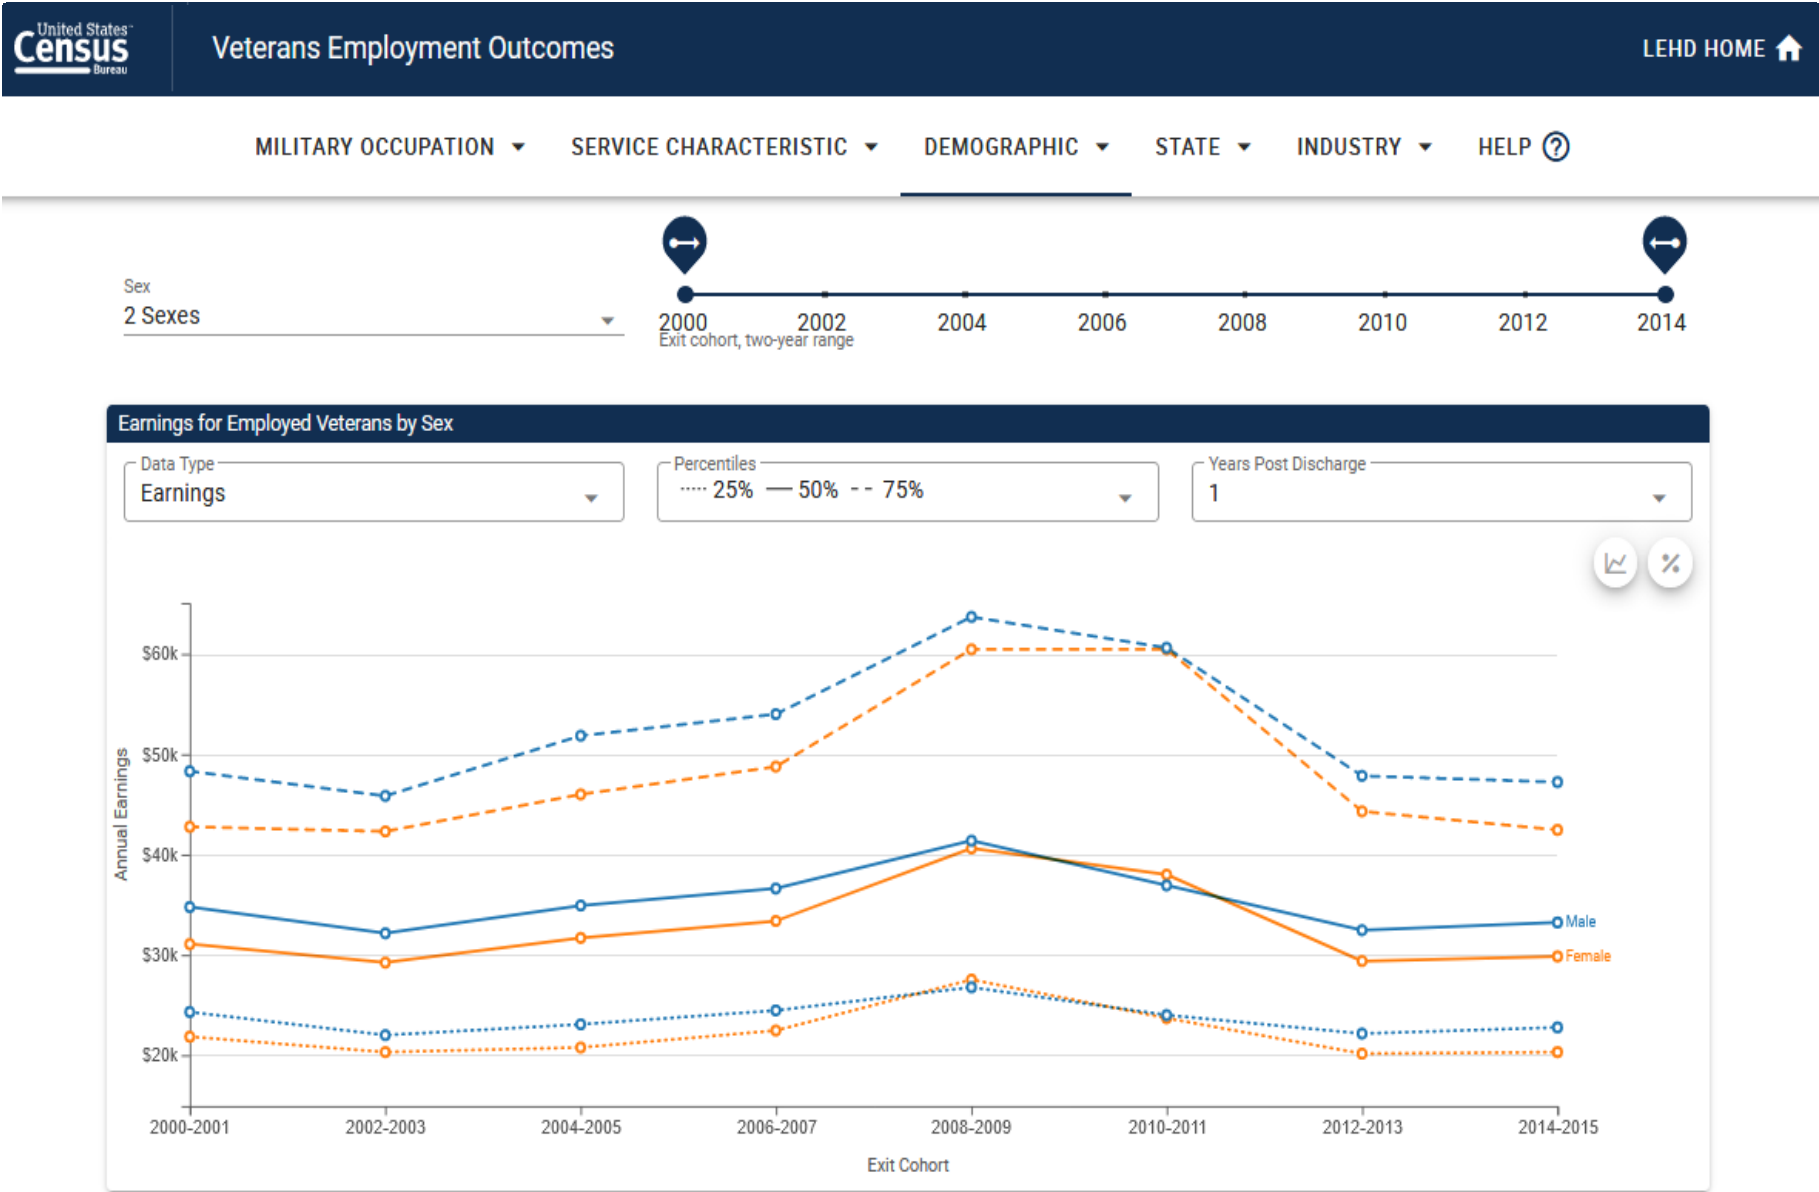 United States™
Census
Bureau
Veterans Employment Outcomes
LEHD HOME
MILITARY OCCUPATION
SERVICE CHARACTERISTIC
DEMOGRAPHIC
STATE
INDUSTRY
HELP ?
Sex
2 Sexes
2000 2002 2004 2006 2008 2010 2012 2014
Exit cohort, two-year range
Earnings for Employed Veterans by Sex
Data Type
Earnings
Percentiles
25% 50% 75%
Years Post Discharge
1
%
Annual Earnings
$60k
$50k
$40k
$30k
$20k
Male
Female
2000-2001 2002-2003 2004-2005 2006-2007 2008-2009 2010-2011 2012-2013 2014-2015
Exit Cohort